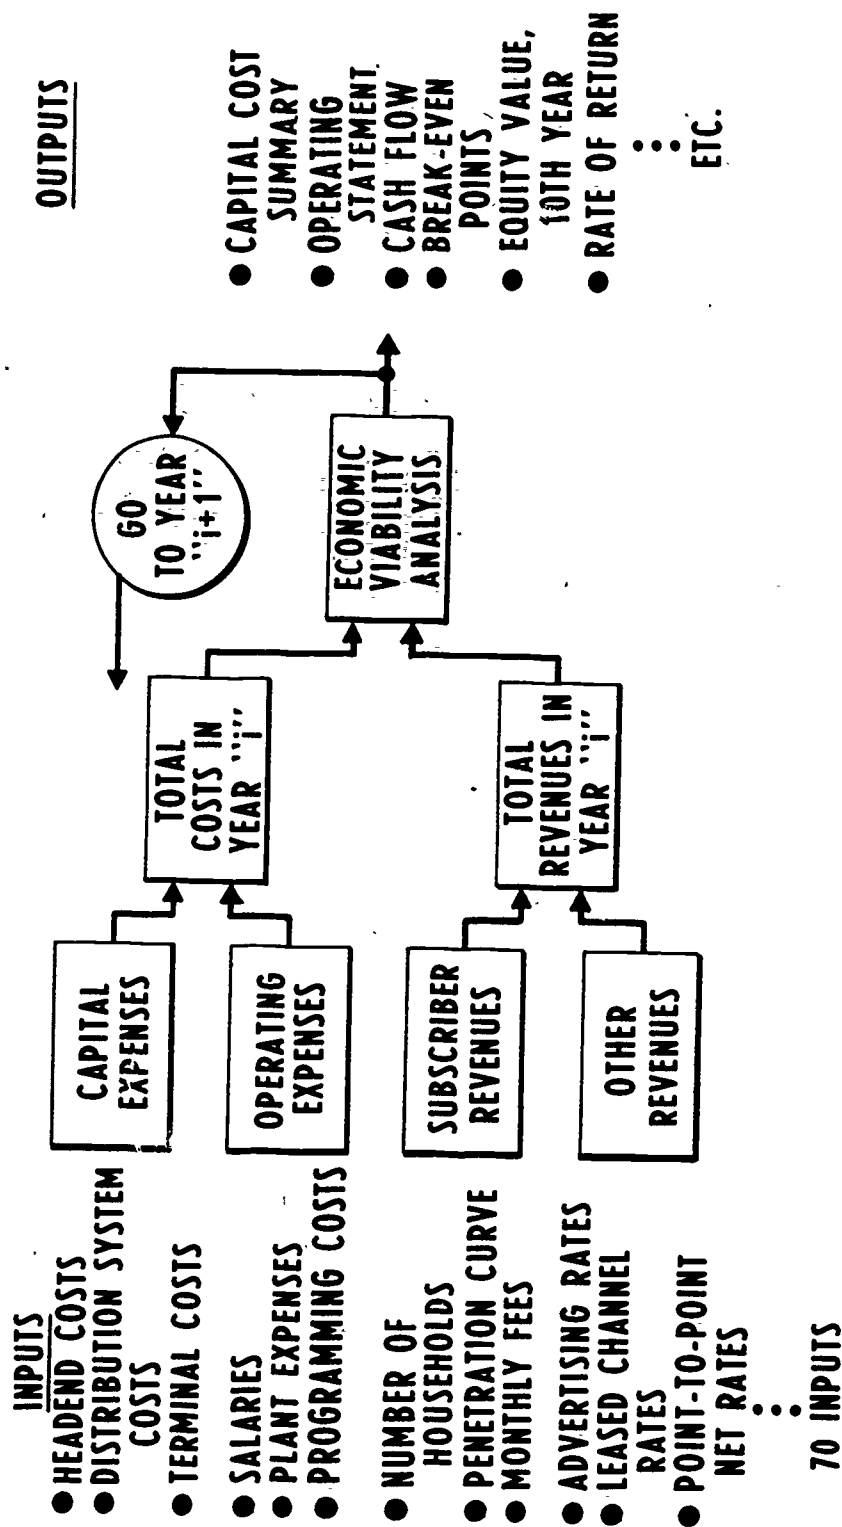 INPUTS
● HEADEND COSTS
● DISTRIBUTION SYSTEM
COSTS
● TERMINAL COSTS
● SALARIES
● PLANT EXPENSES
● PROGRAMMING COSTS
● NUMBER OF
HOUSEHOLDS
● PENETRATION CURVE
● MONTHLY FEES
● ADVERTISING RATES
● LEASED CHANNEL
RATES
● POINT-TO-POINT
NET RATES
70 INPUTS
CAPITAL
EXPENSES
OPERATING
EXPENSES
SUBSCRIBER
REVENUES
OTHER
REVENUES
TOTAL
COSTS IN
YEAR "i"
TOTAL
REVENUES IN
YEAR "i"
GO
TO YEAR
"i+1"
ECONOMIC
VIABILITY
ANALYSIS
OUTPUTS
● CAPITAL COST
SUMMARY
● OPERATING
STATEMENT
● CASH FLOW
● BREAK-EVEN
POINTS
● EQUITY VALUE,
10TH YEAR
● RATE OF RETURN
ETC.